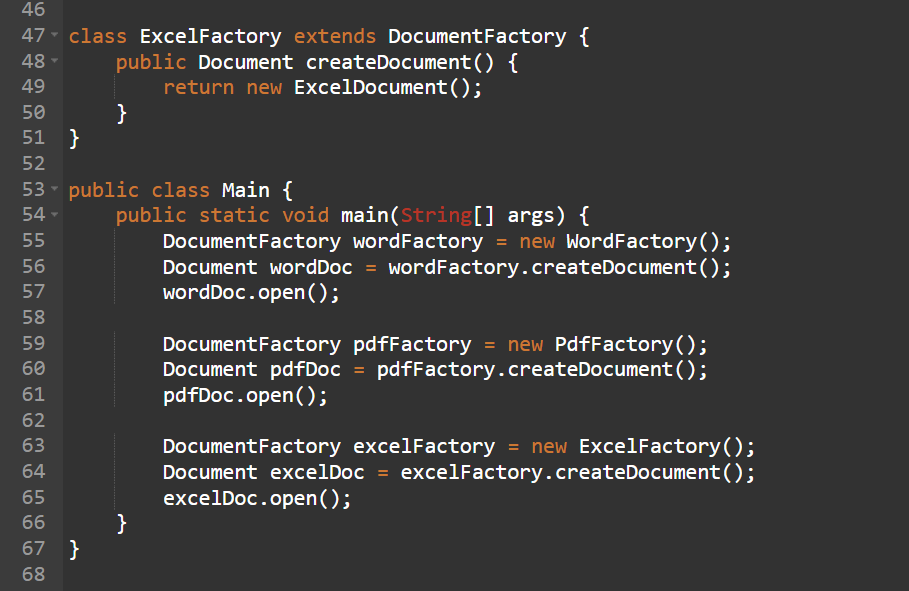 46
47 class ExcelFactory extends DocumentFactory {
48     public Document createDocument() {
49         return new ExcelDocument();
50     }
51 }
52
53 public class Main {
54     public static void main(String[] args) {
55         DocumentFactory wordFactory = new WordFactory();
56         Document wordDoc = wordFactory.createDocument();
57         wordDoc.open();
58
59         DocumentFactory pdfFactory = new PdfFactory();
60         Document pdfDoc = pdfFactory.createDocument();
61         pdfDoc.open();
62
63         DocumentFactory excelFactory = new ExcelFactory();
64         Document excelDoc = excelFactory.createDocument();
65         excelDoc.open();
66     }
67 }
68